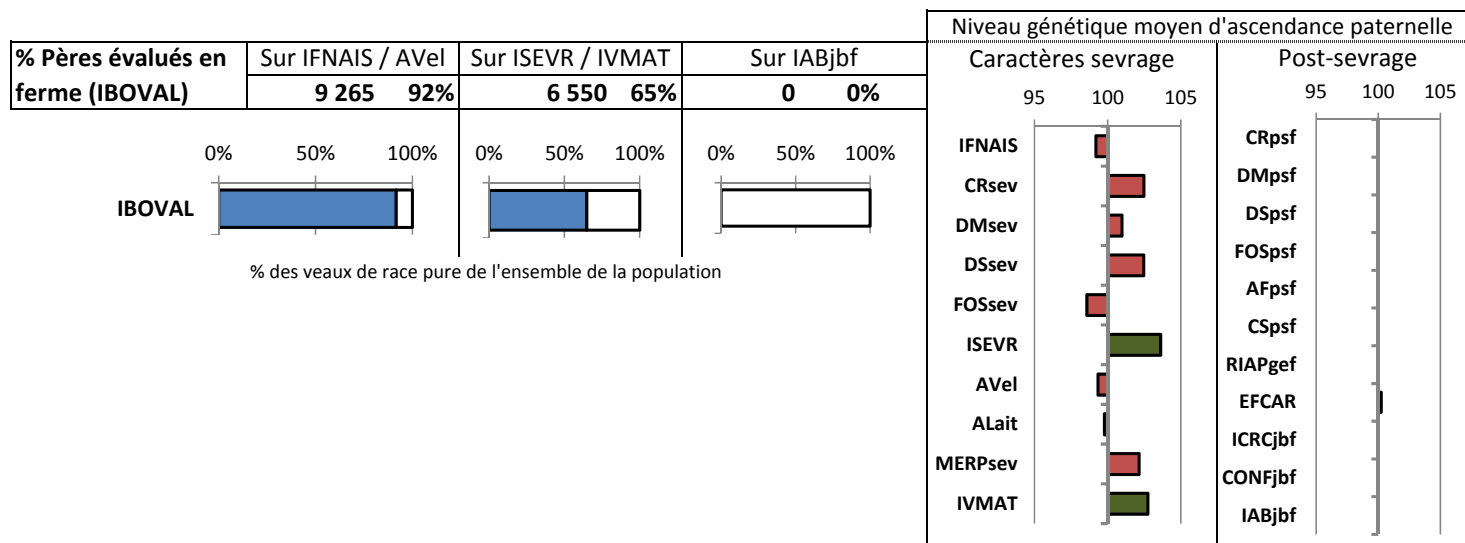 % Pères évalués en ferme (IBOVAL)
Sur IFNAIS / AVel
Sur ISEVR / IVMAT
Sur IABjbf
9 265 92%
6 550 65%
0 0%
0% 50% 100%
0% 50% 100%
0% 50% 100%
IBOVAL
% des veaux de race pure de l'ensemble de la population
Niveau génétique moyen d'ascendance paternelle
Caractères sevrage
95 100 105
IFNAIS
CRsev
DMsev
DSsev
FOSsev
ISEVR
AVel
ALait
MERPsev
IVMAT
Post-sevrage
95 100 105
CRpsf
DMpsf
DSpsf
FOSpsf
AFpsf
CSpsf
RIAPgef
EFCAR
ICRCjbf
CONFjbf
IABjbf